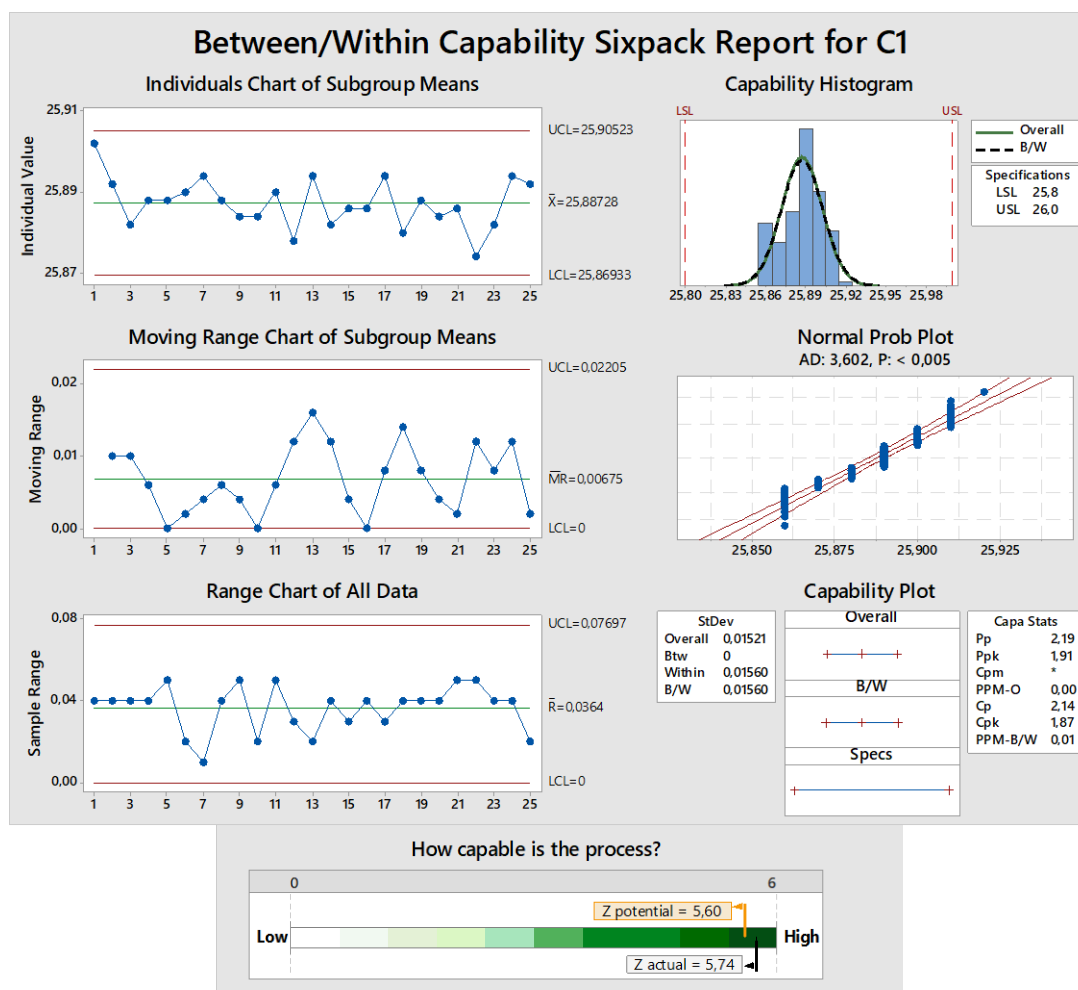 Between/Within Capability Sixpack Report for C1
Individuals Chart of Subgroup Means
Individual Value
25,91
25,89
25,87
UCL=25,90523
X̿=25,88728
LCL=25,86933
1 3 5 7 9 11 13 15 17 19 21 23 25
Capability Histogram
LSL USL
Overall
B/W
Specifications
LSL 25,8
USL 26,0
25,80 25,83 25,86 25,89 25,92 25,95 25,98
Moving Range Chart of Subgroup Means
Moving Range
0,02
0,01
0,00
UCL=0,02205
M̅R̅=0,00675
LCL=0
1 3 5 7 9 11 13 15 17 19 21 23 25
Normal Prob Plot
AD: 3,602, P: < 0,005
25,850 25,875 25,900 25,925
Range Chart of All Data
Sample Range
0,08
0,04
0,00
UCL=0,07697
R̅=0,0364
LCL=0
1 3 5 7 9 11 13 15 17 19 21 23 25
Capability Plot
StDev
Overall 0,01521
Btw 0
Within 0,01560
B/W 0,01560
Overall
B/W
Specs
Capa Stats
Pp 2,19
Ppk 1,91
Cpm *
PPM-O 0,00
Cp 2,14
Cpk 1,87
PPM-B/W 0,01
How capable is the process?
0 6
Z potential = 5,60
Low High
Z actual = 5,74